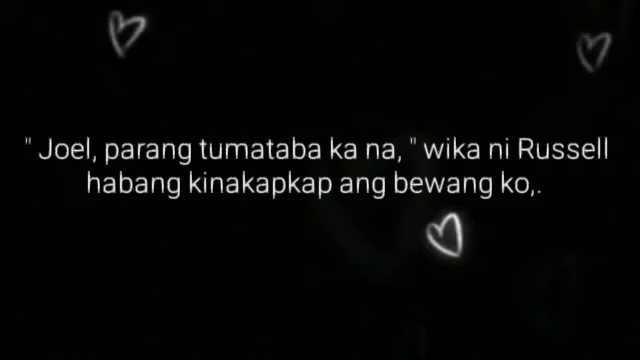 " Joel, parang tumataba ka na, " wika ni Russell
habang kinakapkap ang bewang ko,.